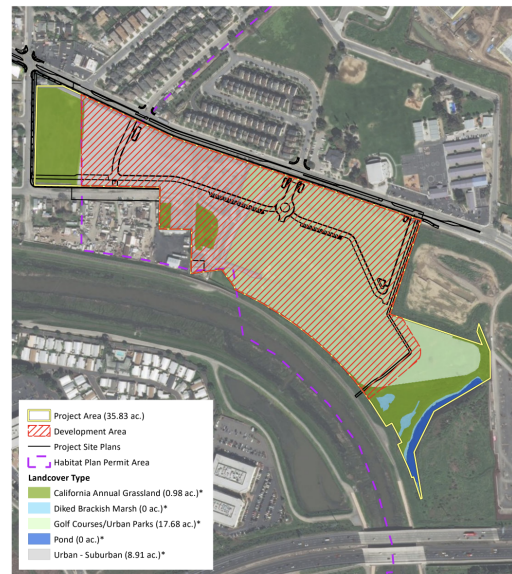 Project Area (35.83 ac.)
Development Area
Project Site Plans
Habitat Plan Permit Area
Landcover Type
California Annual Grassland (0.98 ac.)*
Diked Brackish Marsh (0 ac.)*
Golf Courses/Urban Parks (17.68 ac.)*
Pond (0 ac.)*
Urban - Suburban (8.91 ac.)*